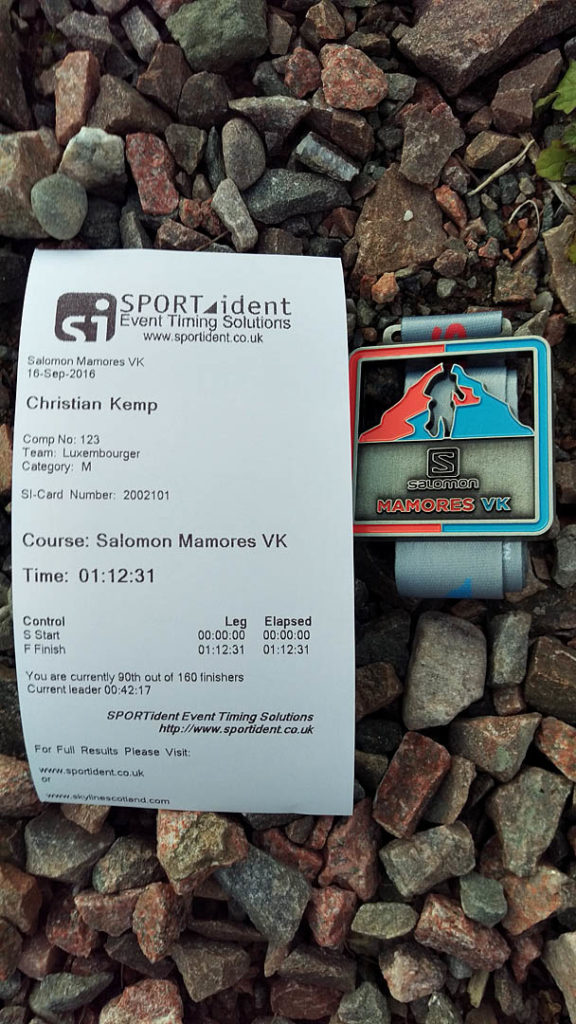 si SPORTident
Event Timing Solutions
www.sportident.co.uk
Salomon Mamores VK
16-Sep-2016
Christian Kemp
Comp No: 123
Team: Luxembourger
Category: M
SI-Card Number: 2002101
Course: Salomon Mamores VK
Time: 01:12:31
Control Leg Elapsed
S Start 00:00:00 00:00:00
F Finish 01:12:31 01:12:31
You are currently 90th out of 160 finishers
Current leader 00:42:17
SPORTident Event Timing Solutions
http://www.sportident.co.uk
For Full Results Please Visit:
www.sportident.co.uk
or
www.skylinescotland.com
S
SALOMON
MAMORES VK